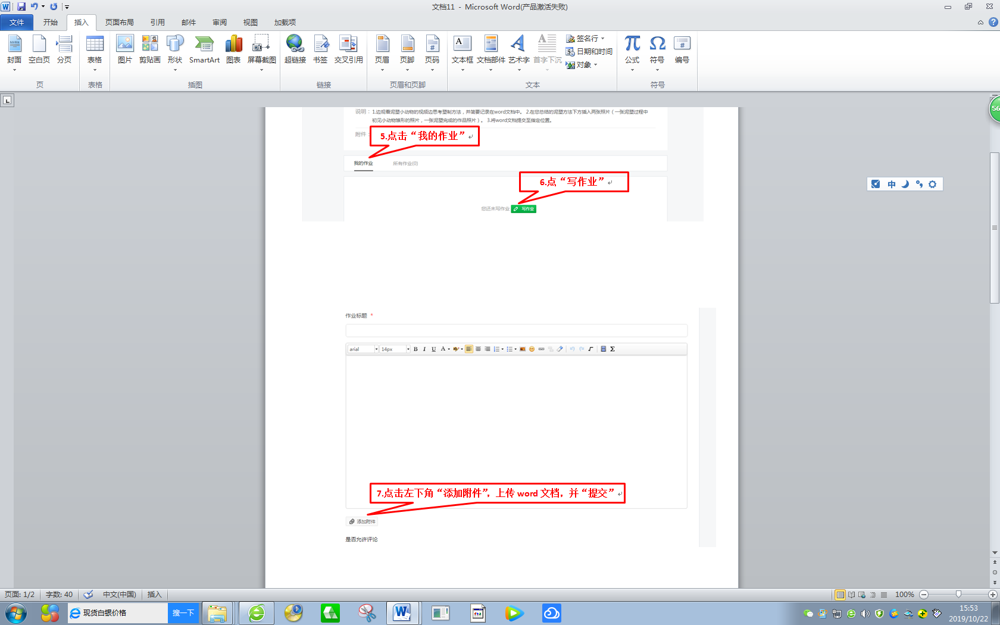 文档11 - Microsoft Word(产品激活失败)
文件 开始 插入 页面布局 引用 邮件 审阅 视图 加载项
封面 空白页 分页 表格 图片 剪贴画 形状 SmartArt 图表 屏幕截图 超链接 书签 交叉引用 页眉 页脚 页码 文本框 文档部件 艺术字 首字下沉 签名行 日期和时间 对象 公式 符号 编号
页 表格 插图 链接 页眉和页脚 文本 符号
56
说明： 1.边观看泥塑小动物的视频边思考塑制方法，并简要记录在word文档中。 2.在您总结的泥塑方法下方插入两张照片（一张泥塑过程中
初见小动物雏形的照片，一张泥塑完成的作品照片）。 3.将word文档提交至指定位置。
附件：
5.点击“我的作业”
我的作业 所有作业(0)
6.点“写作业”
您还未写作业 写作业
中
作业标题 *
arial 14px B I U A
7.点击左下角“添加附件”，上传 word 文档，并“提交”
添加附件
是否允许评论
页面: 1/2 字数: 40 中文(中国) 插入 100%
现货白银价格 搜一下
15:53
2019/10/22